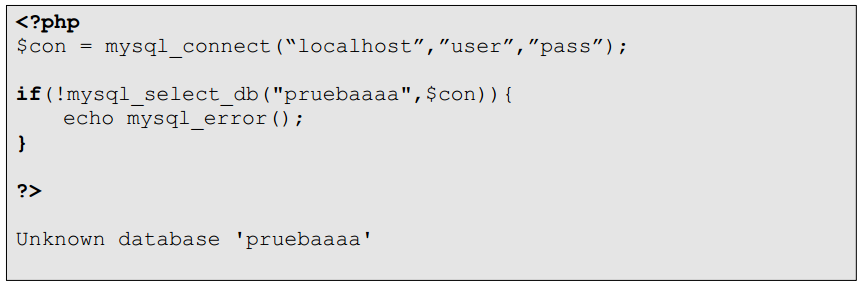 <?php
$con = mysql_connect(“localhost”,”user”,”pass”);
if(!mysql_select_db("pruebaaaa",$con)){
echo mysql_error();
}
?>
Unknown database 'pruebaaaa'